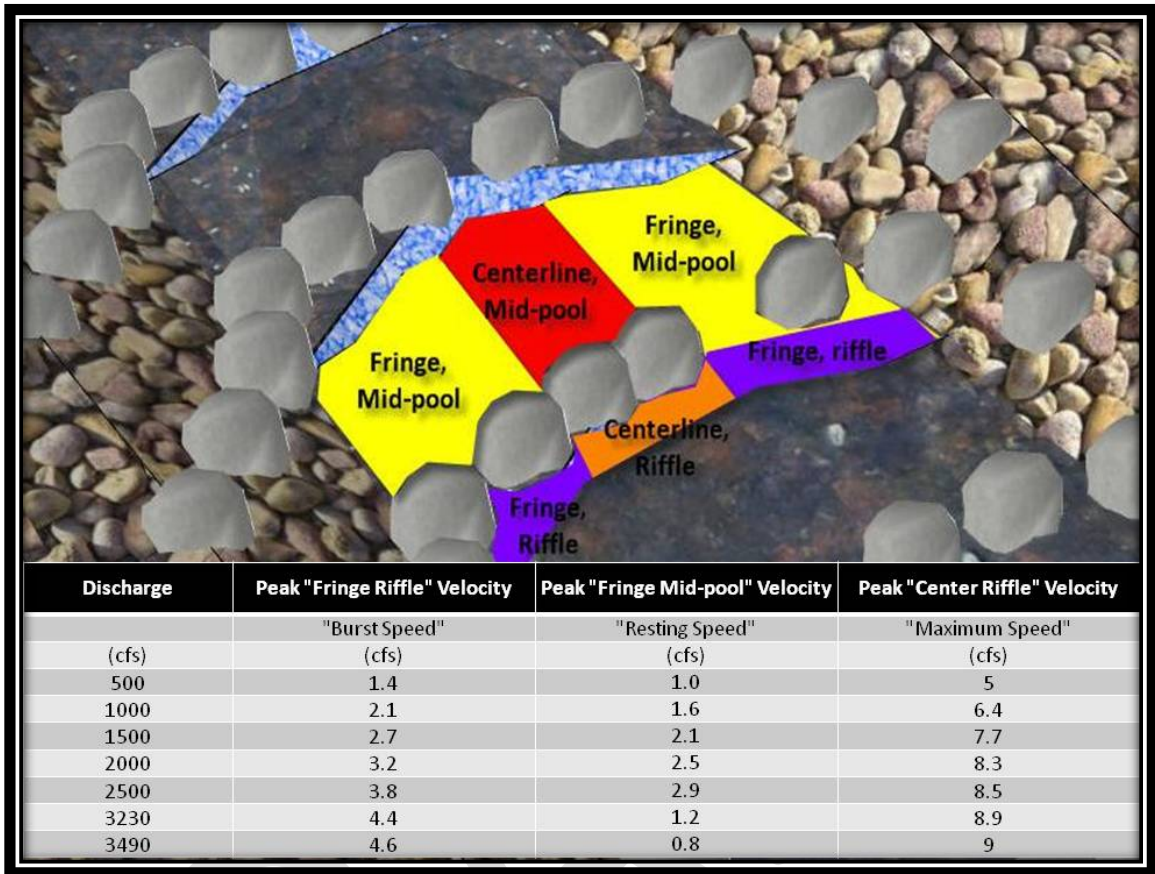 Fringe,
Mid-pool
Centerline,
Mid-pool
Fringe,
Mid-pool
Fringe, riffle
Centerline,
Riffle
Fringe,
Riffle
Discharge Peak "Fringe Riffle" Velocity Peak "Fringe Mid-pool" Velocity Peak "Center Riffle" Velocity
"Burst Speed" "Resting Speed" "Maximum Speed"
(cfs) (cfs) (cfs) (cfs)
500 1.4 1.0 5
1000 2.1 1.6 6.4
1500 2.7 2.1 7.7
2000 3.2 2.5 8.3
2500 3.8 2.9 8.5
3230 4.4 1.2 8.9
3490 4.6 0.8 9